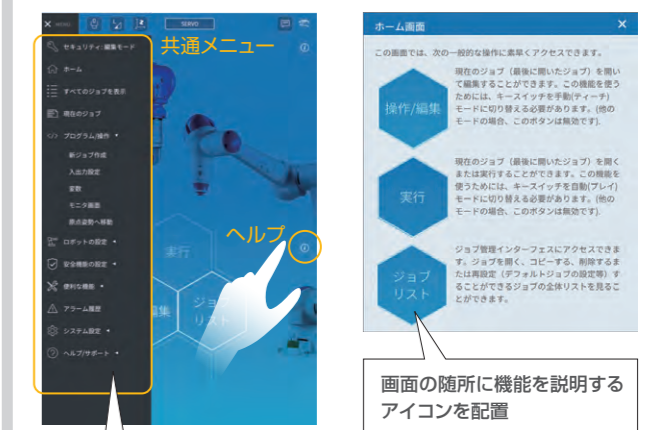 × MENU
SERVO
共通メニュー
セキュリティ:編集モード
ホーム
すべてのジョブを表示
現在のジョブ
プログラム/操作
新ジョブ作成
入出力設定
変数
モニタ画面
原点姿勢へ移動
ロボットの設定
安全機能の設定
便利な機能
アラーム履歴
システム設定
ヘルプ/サポート
ヘルプ
実行
編集
ジョブ
リスト
ホーム画面 ×
この画面では、次の一般的な操作に素早くアクセスできます。
操作/編集
現在のジョブ（最後に開いたジョブ）を開い
て編集することができます。この機能を使う
ためには、キースイッチを手動(ティーチ)
モードに切り替える必要があります。(他の
モードの場合、このボタンは無効です).
実行
現在のジョブ（最後に開いたジョブ）を開く
または実行することができます。この機能を
使うためには、キースイッチを自動(プレイ)
モードに切り替える必要があります。(他の
モードの場合、このボタンは無効です).
ジョブ
リスト
ジョブ管理インターフェスにアクセスできま
す。ジョブを開く、コピーする、削除するま
たは再設定（デフォルトジョブの設定等）す
ることができるジョブの全体リストを見るこ
とができます。
画面の随所に機能を説明する
アイコンを配置